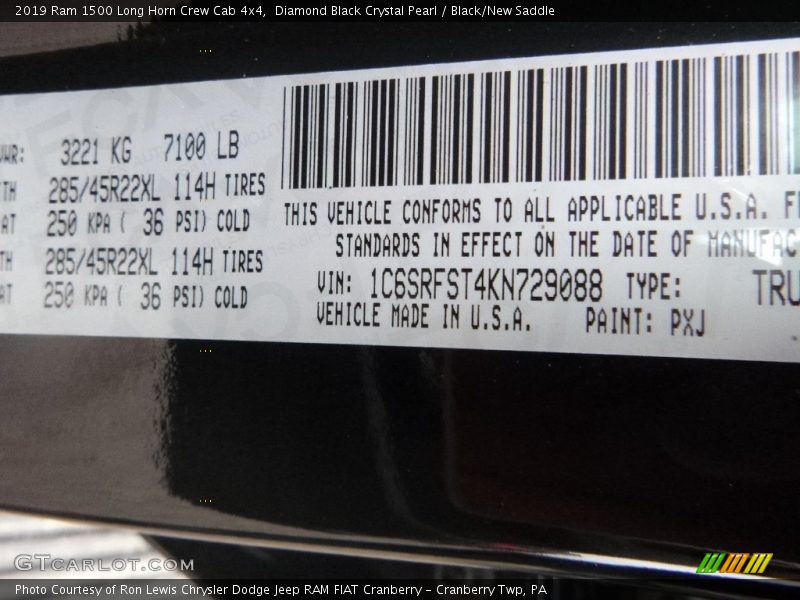 2019 Ram 1500 Long Horn Crew Cab 4x4,  Diamond Black Crystal Pearl / Black/New Saddle
3221 KG 7100 LB
285/45R22XL 114H TIRES
250 KPA ( 36 PSI) COLD
285/45R22XL 114H TIRES
250 KPA ( 36 PSI) COLD
THIS VEHICLE CONFORMS TO ALL APPLICABLE U.S.A.
STANDARDS IN EFFECT ON THE DATE OF MANUFAC
VIN: 1C6SRFST4KN729088 TYPE: TRU
VEHICLE MADE IN U.S.A. PAINT: PXJ
GTcarlot.com
Photo Courtesy of Ron Lewis Chrysler Dodge Jeep RAM FIAT Cranberry - Cranberry Twp, PA